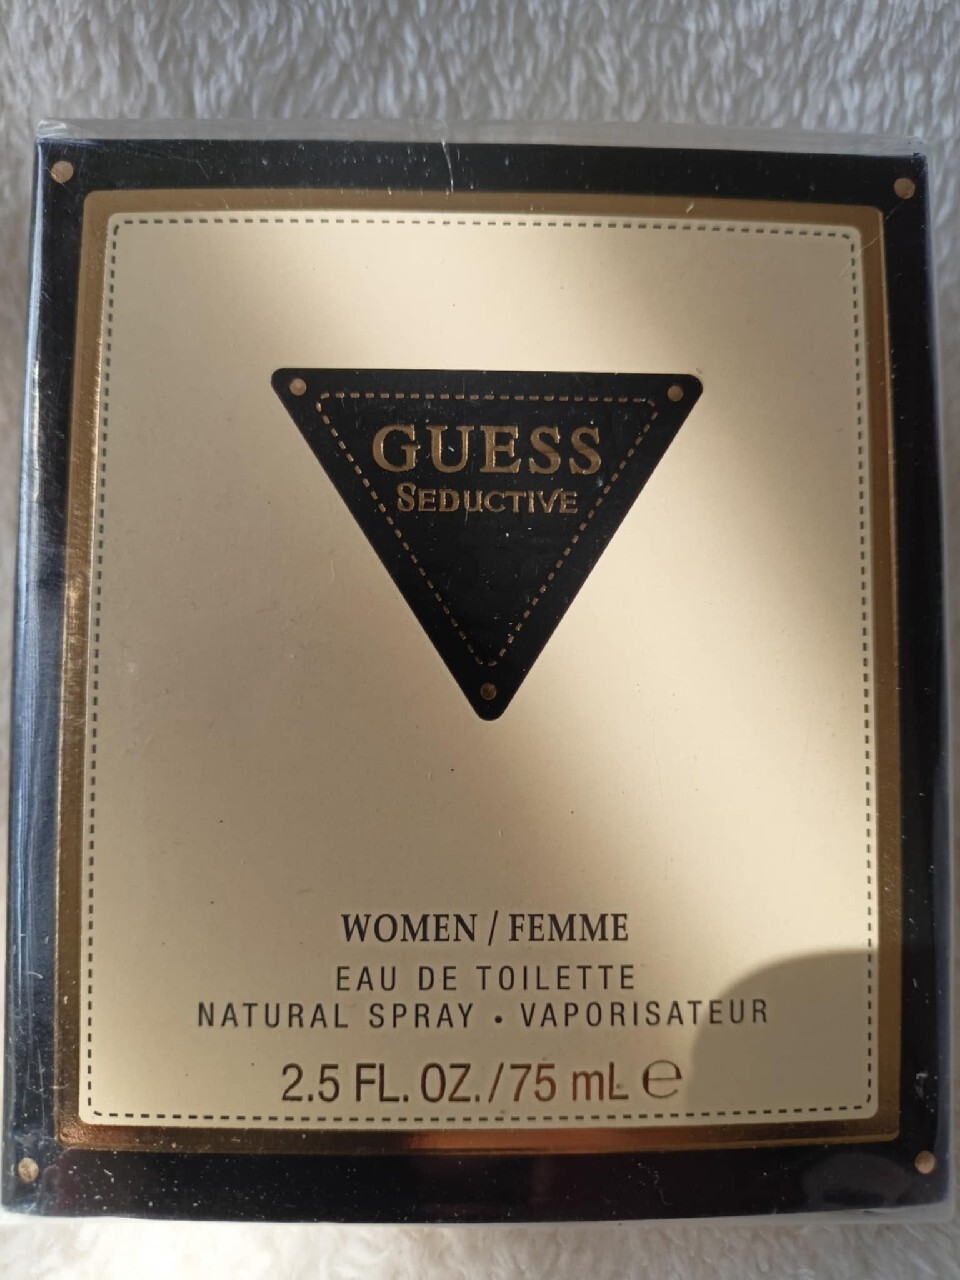 GUESS
SEDUCTIVE
WOMEN / FEMME
EAU DE TOILETTE
NATURAL SPRAY • VAPORISATEUR
2.5 FL. OZ./75 mL ℮